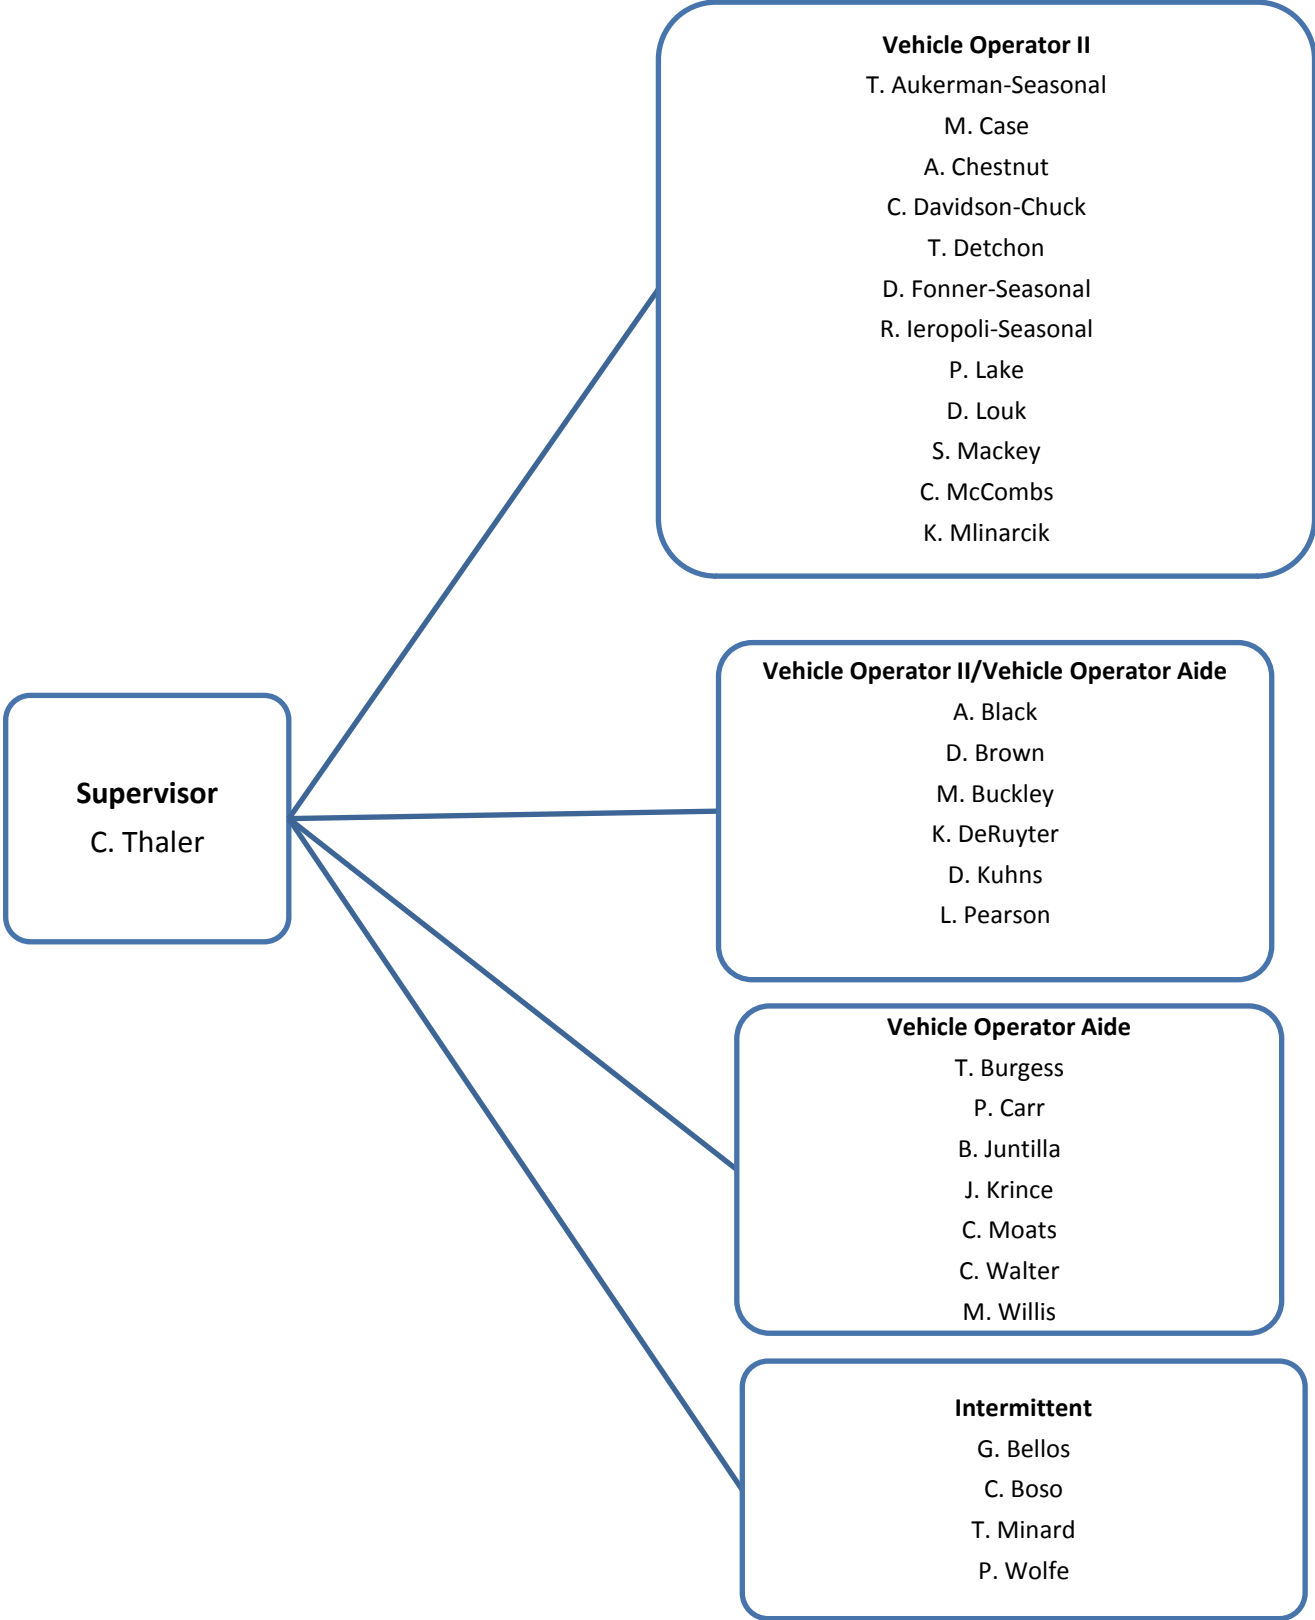 Vehicle Operator II
T. Aukerman-Seasonal
M. Case
A. Chestnut
C. Davidson-Chuck
T. Detchon
D. Fonner-Seasonal
R. Ieropoli-Seasonal
P. Lake
D. Louk
S. Mackey
C. McCombs
K. Mlinarcik
Supervisor
C. Thaler
Vehicle Operator II/Vehicle Operator Aide
A. Black
D. Brown
M. Buckley
K. DeRuyter
D. Kuhns
L. Pearson
Vehicle Operator Aide
T. Burgess
P. Carr
B. Juntilla
J. Krince
C. Moats
C. Walter
M. Willis
Intermittent
G. Bellos
C. Boso
T. Minard
P. Wolfe